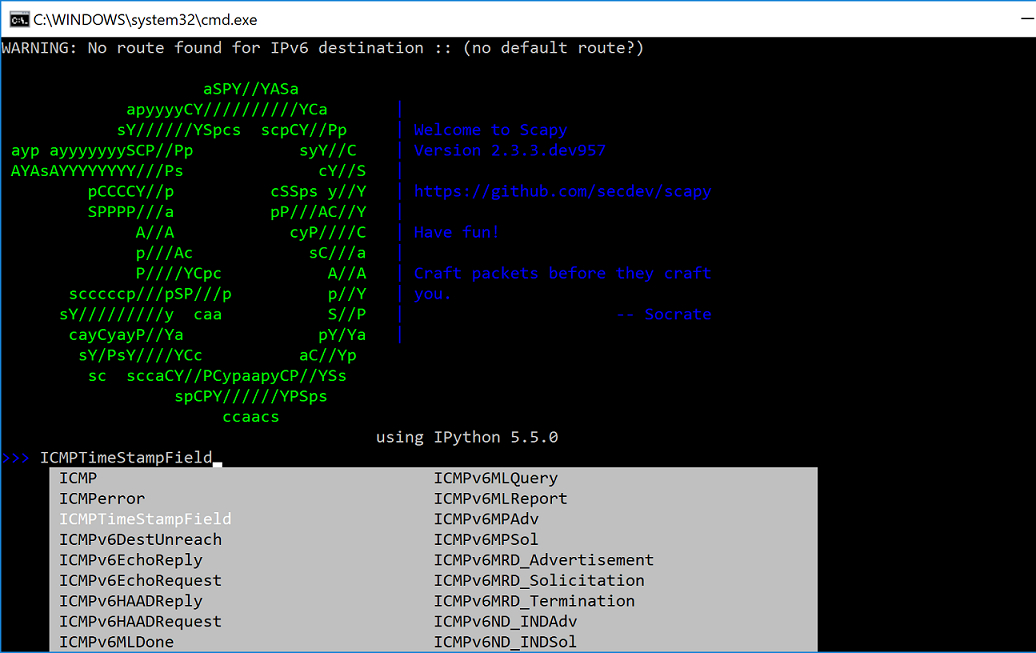 C:\WINDOWS\system32\cmd.exe
WARNING: No route found for IPv6 destination :: (no default route?)
                     aSPY//YASa
             apyyyyCY//////////YCa       |
            sY//////YSpcs  scpCY//Pp     | Welcome to Scapy
 ayp ayyyyyyySCP//Pp           syY//C    | Version 2.3.3.dev957
 AYAsAYYYYYYYY///Ps              cY//S   |
         pCCCCY//p          cSSps y//Y   | https://github.com/secdev/scapy
         SPPPP///a          pP///AC//Y   |
              A//A            cyP////C   | Have fun!
              p///Ac            sC///a   |
              P////YCpc           A//A   | Craft packets before they craft
       scccccp///pSP///p          p//Y   | you.
      sY/////////y  caa           S//P   |                      -- Socrate
       cayCyayP//Ya              pY/Ya   |
        sY/PsY////YCc          aC//Yp
         sc  sccaCY//PCypaapyCP//YSs
                  spCPY//////YPSps
                       ccaacs
                                       using IPython 5.5.0
>>> ICMPTimeStampField
ICMP ICMPv6MLQuery
ICMPerror ICMPv6MLReport
ICMPTimeStampField ICMPv6MPAdv
ICMPv6DestUnreach ICMPv6MPSol
ICMPv6EchoReply ICMPv6MRD_Advertisement
ICMPv6EchoRequest ICMPv6MRD_Solicitation
ICMPv6HAADReply ICMPv6MRD_Termination
ICMPv6HAADRequest ICMPv6ND_INDAdv
ICMPv6MLDone ICMPv6ND_INDSol